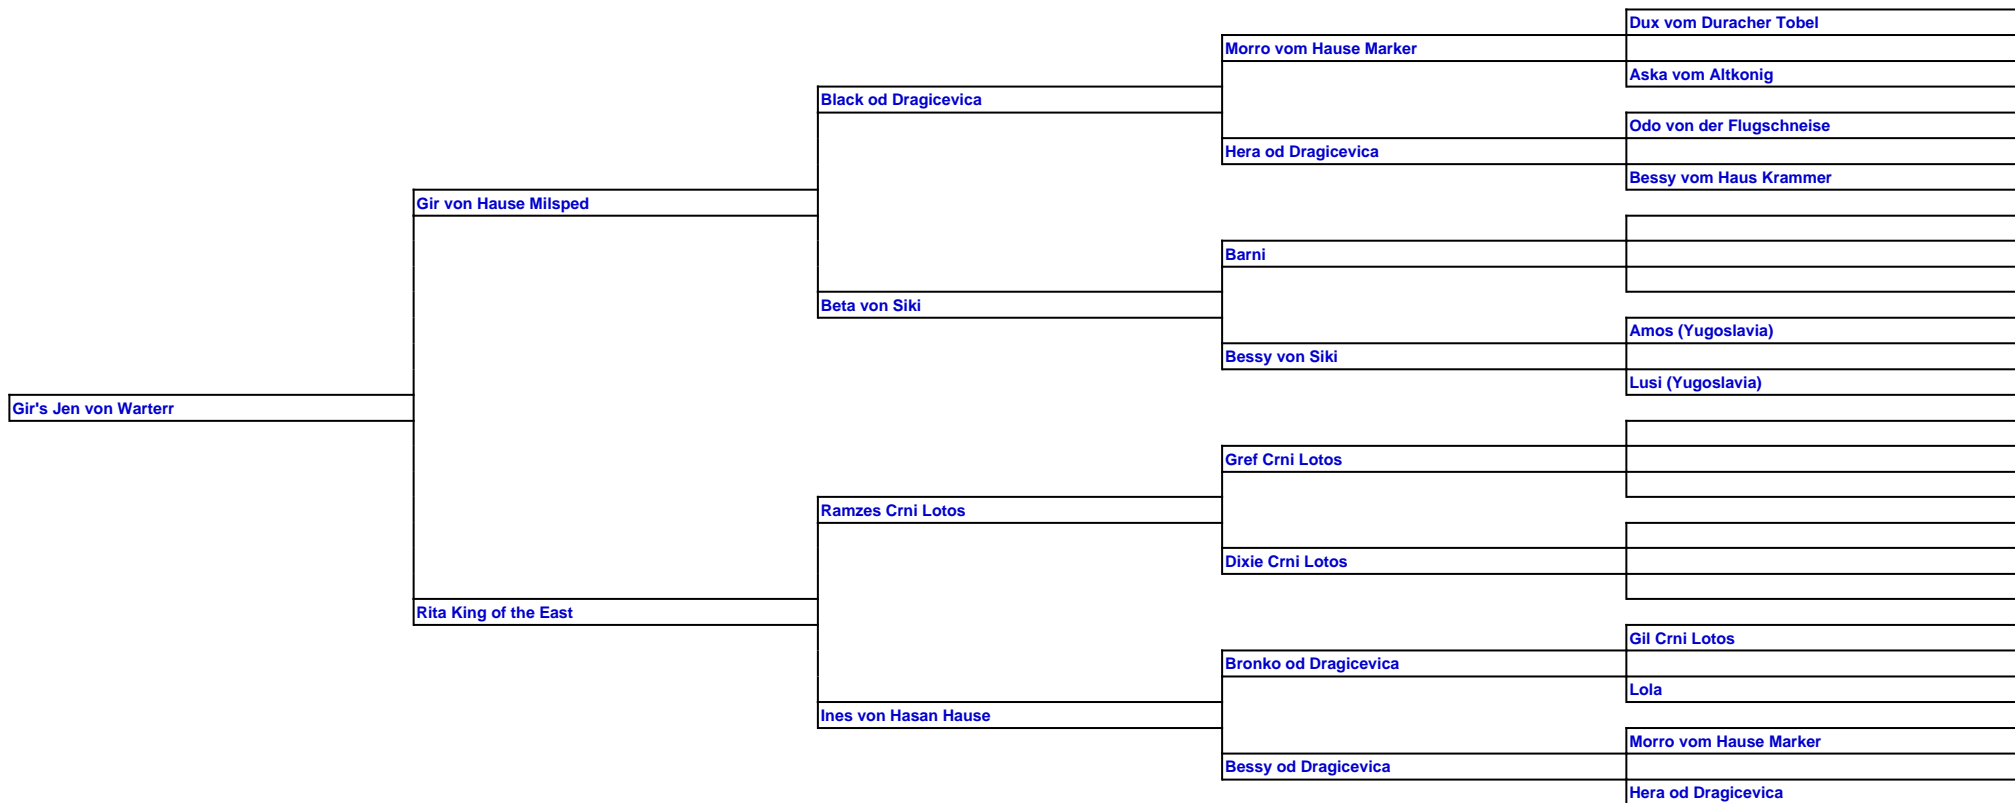 Dux vom Duracher Tobel
Morro vom Hause Marker
Aska vom Altkonig
Black od Dragicevica
Odo von der Flugschneise
Hera od Dragicevica
Bessy vom Haus Krammer
Gir von Hause Milsped
Barni
Beta von Siki
Amos (Yugoslavia)
Bessy von Siki
Lusi (Yugoslavia)
Gir's Jen von Warterr
Gref Crni Lotos
Ramzes Crni Lotos
Dixie Crni Lotos
Rita King of the East
Gil Crni Lotos
Bronko od Dragicevica
Lola
Ines von Hasan Hause
Morro vom Hause Marker
Bessy od Dragicevica
Hera od Dragicevica